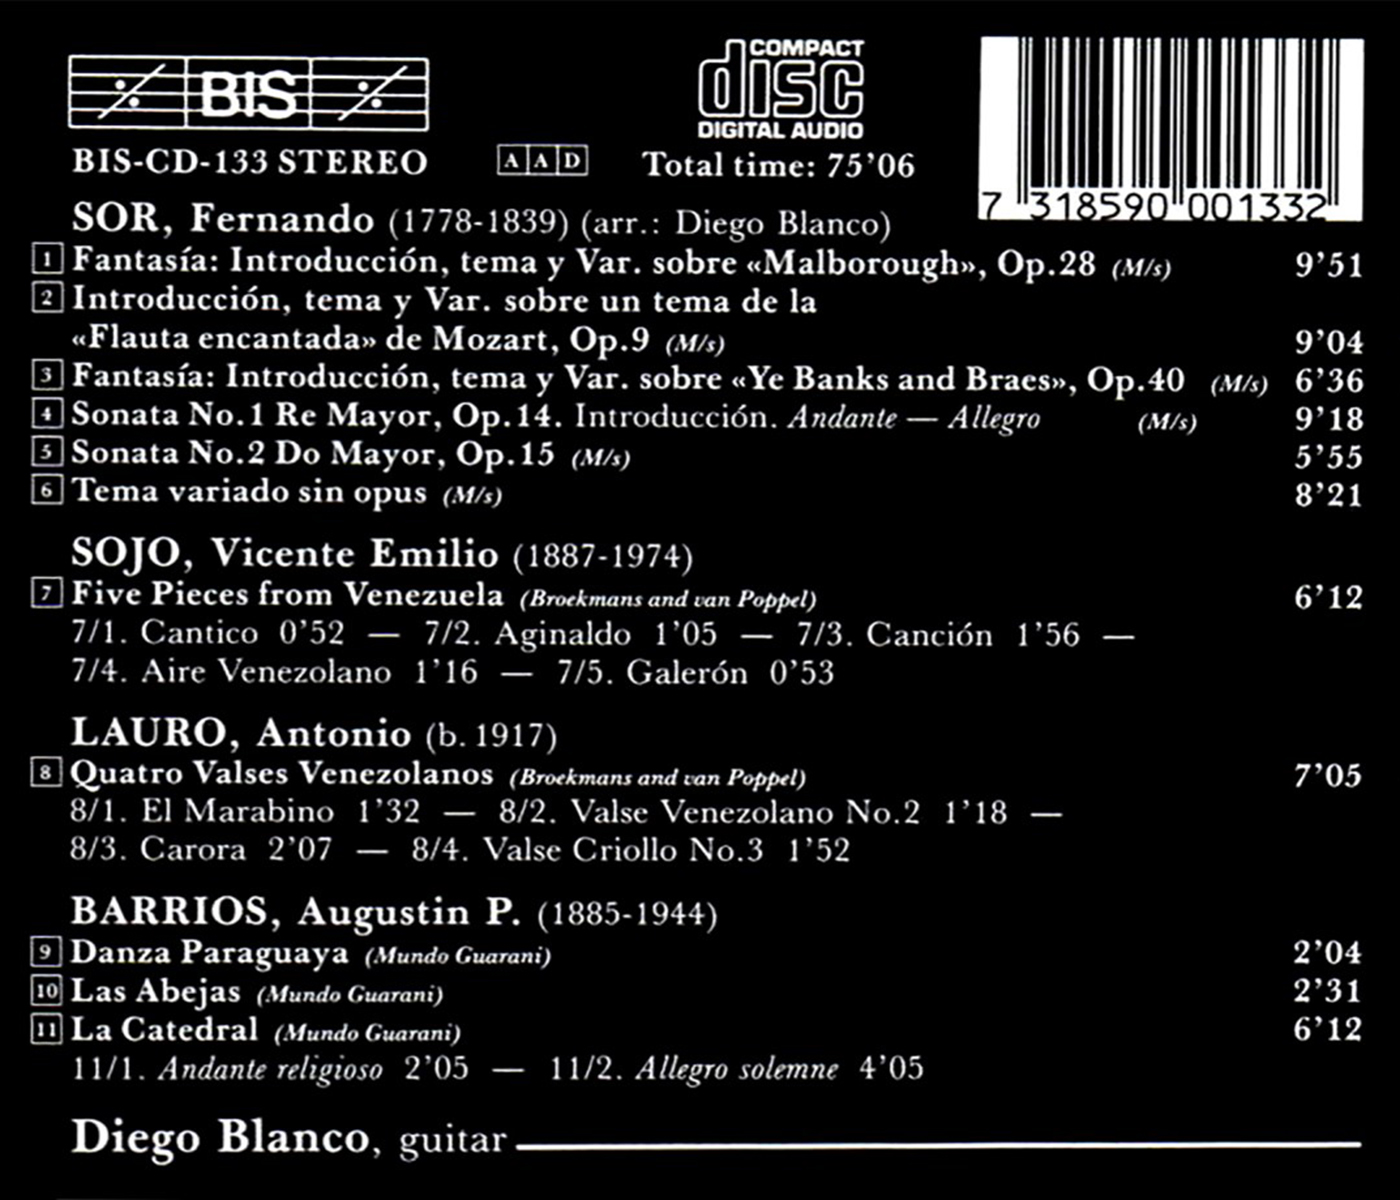 BIS
COMPACT
disc
DIGITAL AUDIO
BIS-CD-133 STEREO
A A D
Total time: 75’06
7 318590 001332
SOR, Fernando (1778-1839) (arr.: Diego Blanco)
1 Fantasía: Introducción, tema y Var. sobre «Malborough», Op.28 (M/s) 9’51
2 Introducción, tema y Var. sobre un tema de la
«Flauta encantada» de Mozart, Op.9 (M/s) 9’04
3 Fantasía: Introducción, tema y Var. sobre «Ye Banks and Braes», Op.40 (M/s) 6’36
4 Sonata No.1 Re Mayor, Op.14. Introducción. Andante — Allegro (M/s) 9’18
5 Sonata No.2 Do Mayor, Op.15 (M/s) 5’55
6 Tema variado sin opus (M/s) 8’21
SOJO, Vicente Emilio (1887-1974)
7 Five Pieces from Venezuela (Broekmans and van Poppel) 6’12
7/1. Cantico 0’52 — 7/2. Aginaldo 1’05 — 7/3. Canción 1’56 —
7/4. Aire Venezolano 1’16 — 7/5. Galerón 0’53
LAURO, Antonio (b. 1917)
8 Quatro Valses Venezolanos (Broekmans and van Poppel) 7’05
8/1. El Marabino 1’32 — 8/2. Valse Venezolano No.2 1’18 —
8/3. Carora 2’07 — 8/4. Valse Criollo No.3 1’52
BARRIOS, Augustin P. (1885-1944)
9 Danza Paraguaya (Mundo Guarani) 2’04
10 Las Abejas (Mundo Guarani) 2’31
11 La Catedral (Mundo Guarani) 6’12
11/1. Andante religioso 2’05 — 11/2. Allegro solemne 4’05
Diego Blanco, guitar